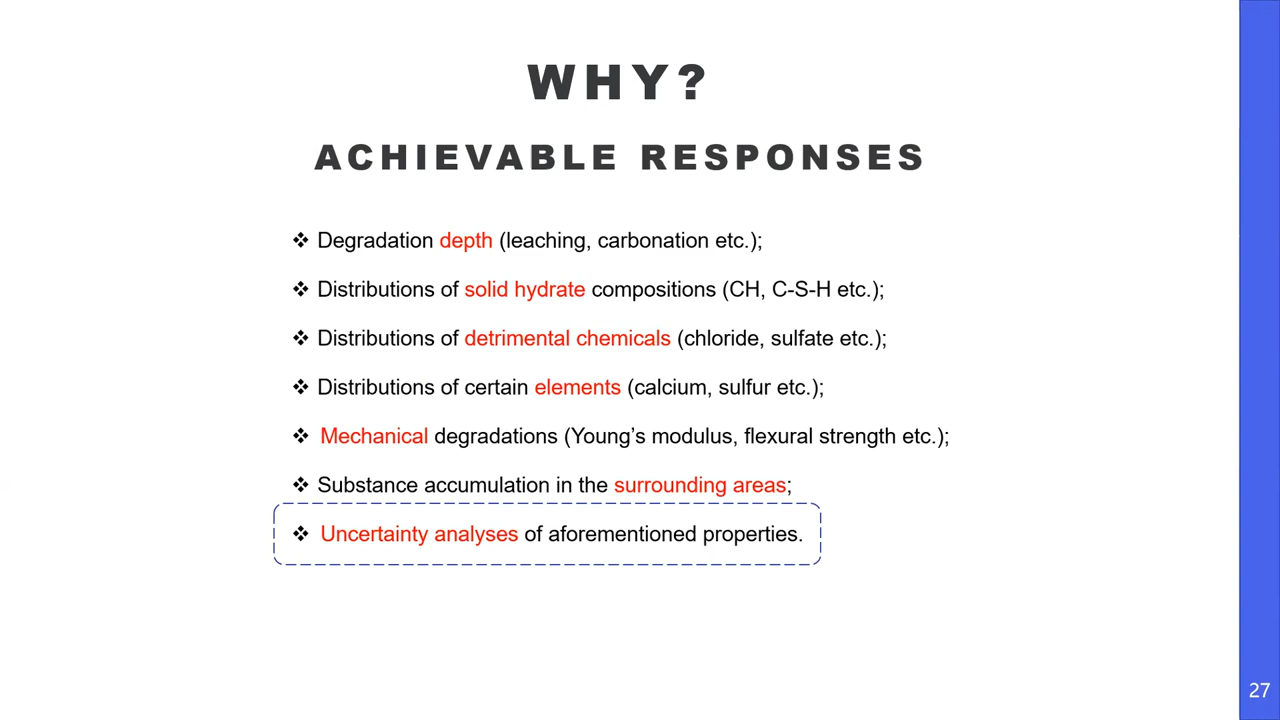 WHY?
ACHIEVABLE RESPONSES
❖ Degradation depth (leaching, carbonation etc.);
❖ Distributions of solid hydrate compositions (CH, C-S-H etc.);
❖ Distributions of detrimental chemicals (chloride, sulfate etc.);
❖ Distributions of certain elements (calcium, sulfur etc.);
❖ Mechanical degradations (Young’s modulus, flexural strength etc.);
❖ Substance accumulation in the surrounding areas;
❖ Uncertainty analyses of aforementioned properties.
27